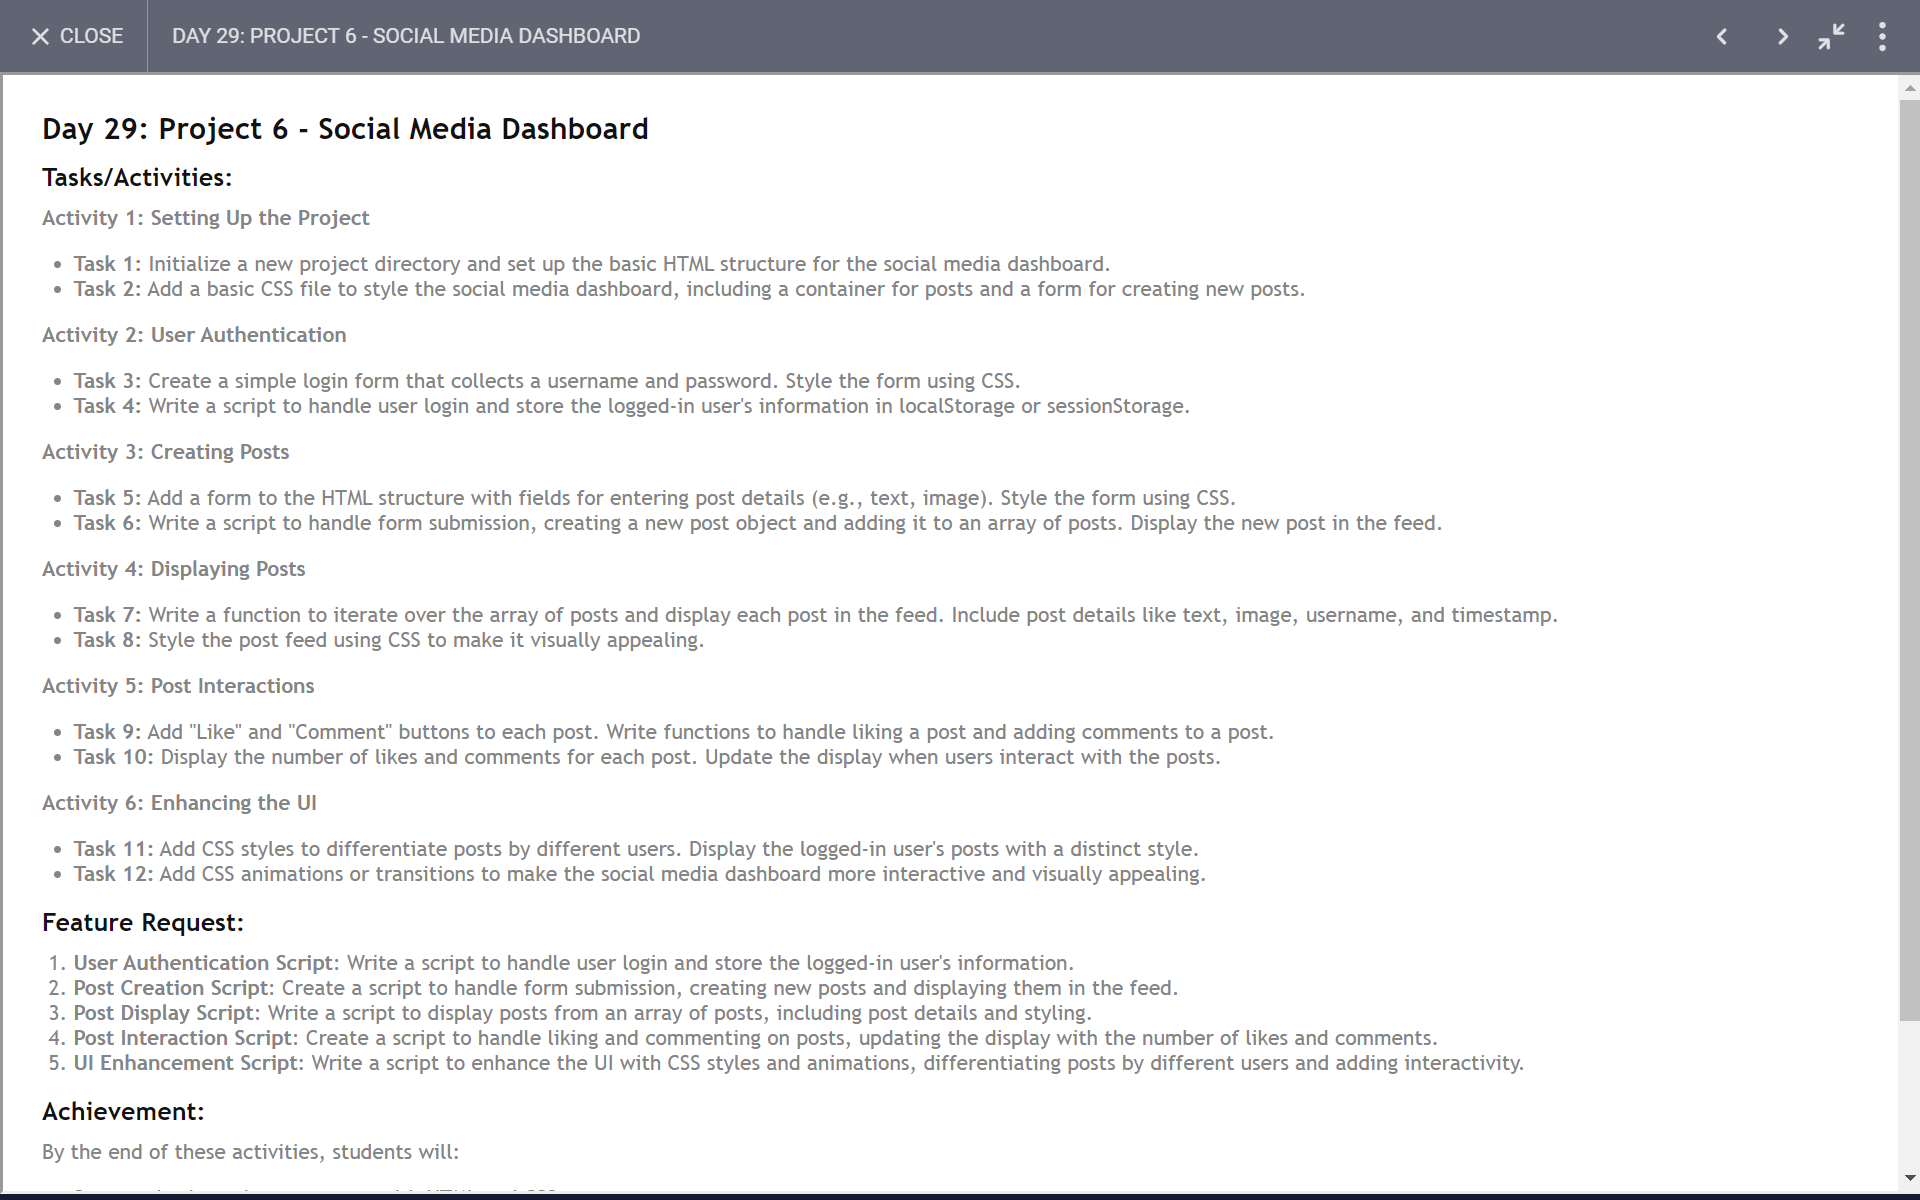 CLOSE
DAY 29: PROJECT 6 - SOCIAL MEDIA DASHBOARD
Day 29: Project 6 - Social Media Dashboard
Tasks/Activities:
Activity 1: Setting Up the Project
• Task 1: Initialize a new project directory and set up the basic HTML structure for the social media dashboard.
• Task 2: Add a basic CSS file to style the social media dashboard, including a container for posts and a form for creating new posts.
Activity 2: User Authentication
• Task 3: Create a simple login form that collects a username and password. Style the form using CSS.
• Task 4: Write a script to handle user login and store the logged-in user's information in localStorage or sessionStorage.
Activity 3: Creating Posts
• Task 5: Add a form to the HTML structure with fields for entering post details (e.g., text, image). Style the form using CSS.
• Task 6: Write a script to handle form submission, creating a new post object and adding it to an array of posts. Display the new post in the feed.
Activity 4: Displaying Posts
• Task 7: Write a function to iterate over the array of posts and display each post in the feed. Include post details like text, image, username, and timestamp.
• Task 8: Style the post feed using CSS to make it visually appealing.
Activity 5: Post Interactions
• Task 9: Add "Like" and "Comment" buttons to each post. Write functions to handle liking a post and adding comments to a post.
• Task 10: Display the number of likes and comments for each post. Update the display when users interact with the posts.
Activity 6: Enhancing the UI
• Task 11: Add CSS styles to differentiate posts by different users. Display the logged-in user's posts with a distinct style.
• Task 12: Add CSS animations or transitions to make the social media dashboard more interactive and visually appealing.
Feature Request:
1. User Authentication Script: Write a script to handle user login and store the logged-in user's information.
2. Post Creation Script: Create a script to handle form submission, creating new posts and displaying them in the feed.
3. Post Display Script: Write a script to display posts from an array of posts, including post details and styling.
4. Post Interaction Script: Create a script to handle liking and commenting on posts, updating the display with the number of likes and comments.
5. UI Enhancement Script: Write a script to enhance the UI with CSS styles and animations, differentiating posts by different users and adding interactivity.
Achievement:
By the end of these activities, students will: